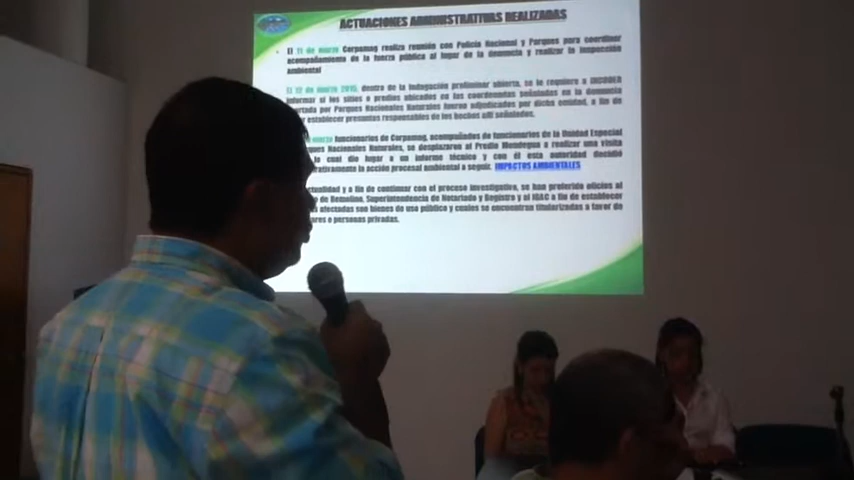 ACTUACIONES ADMINISTRATIVAS REALIZADAS
El 11 de marzo Corpamag realiza reunión con Policía Nacional y Parques para coordinar
acompañamiento de la fuerza pública al lugar de la denuncia y realizar la inspección
ambiental
El 12 de marzo 2015, dentro de la indagación preliminar abierta, se le requiere a INCODER
informar si los sitios o predios ubicados en las coordenadas señaladas en la denuncia
por Parques Nacionales Naturales fueron adjudicados por dicha entidad, a fin de
establecer presuntos responsables de los hechos allí señalados.
marzo funcionarios de Corpamag, acompañados de funcionarios de la Unidad Especial
Parques Nacionales Naturales, se desplazaron al Predio a realizar una visita
lo cual dio lugar a un informe técnico y con él esta autoridad decidió
la acción procesal ambiental a seguir. IMPACTOS AMBIENTALES
y a fin de continuar con el proceso investigativo, se han proferido oficios al
de Remolino, Superintendencia de Notariado y Registro y al IGAC a fin de establecer
afectadas son bienes de uso público y cuales se encuentran titularizadas a favor de
o personas privadas.